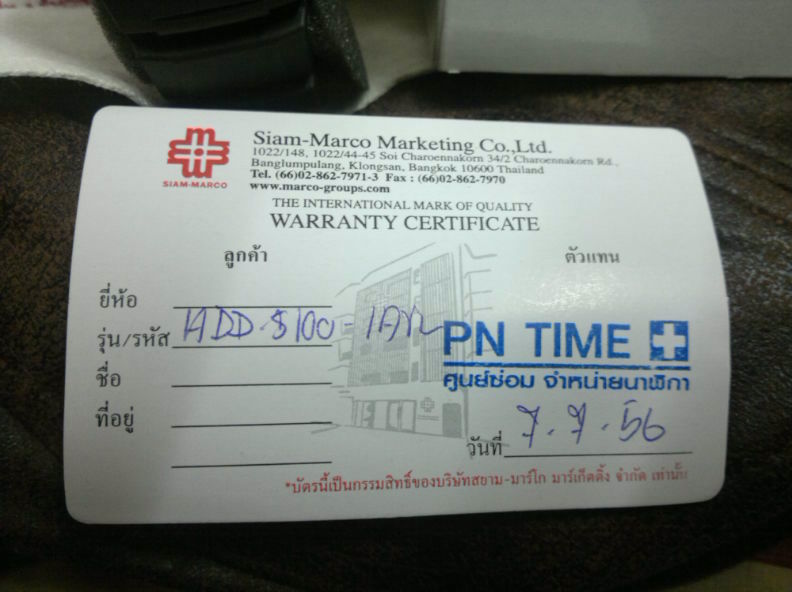 SIAM-MARCO
Siam-Marco Marketing Co.,Ltd.
1022/148, 1022/44-45 Soi Charoennakorn 34/2 Charoennakorn Rd.,
Banglumpulang, Klongsan, Bangkok 10600 Thailand
Tel. (66)02-862-7971-3 Fax : (66)02-862-7970
www.marco-groups.com
THE INTERNATIONAL MARK OF QUALITY
WARRANTY CERTIFICATE
ลูกค้า
ตัวแทน
ยี่ห้อ
รุ่น/รหัส HDD-S100-1AV
PN TIME
ชื่อ
ศูนย์ซ่อม จำหน่ายนาฬิกา
ที่อยู่
วันที่ 7.7.56
*บัตรนี้เป็นกรรมสิทธิ์ของบริษัทสยาม-มาร์โก มาร์เก็ตติ้ง จำกัด เท่านั้น